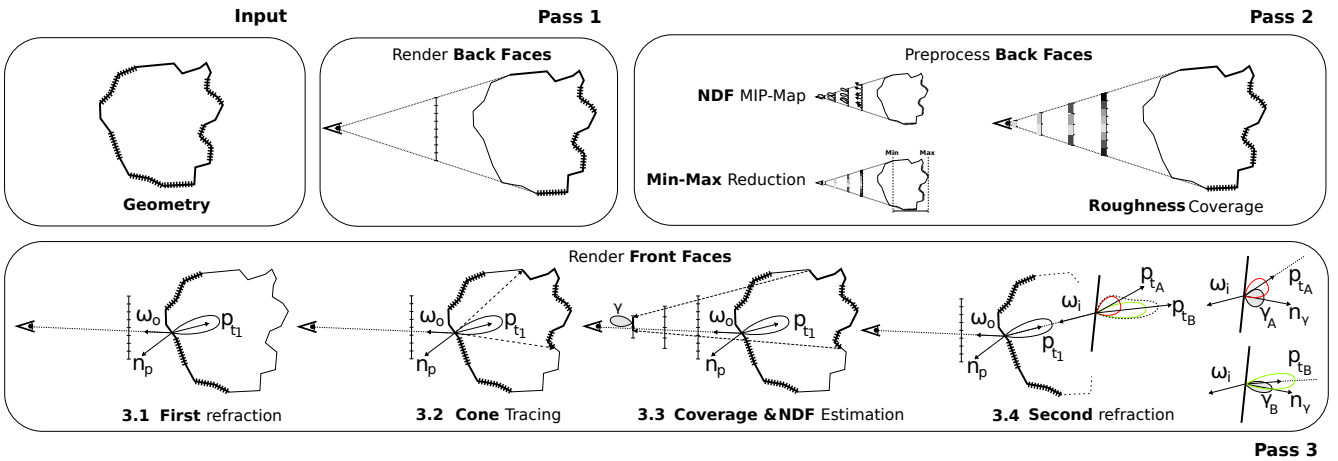 Input
Pass 1
Pass 2
Geometry
Render Back Faces
Preprocess Back Faces
NDF MIP-Map
Min-Max Reduction
Min
Max
Roughness Coverage
Render Front Faces
ω_o
p_t1
n_p
3.1 First refraction
ω_o
p_t1
n_p
3.2 Cone Tracing
γ
ω_o
p_t1
n_p
3.3 Coverage & NDF Estimation
ω_o
p_t1
n_p
ω_i
p_tA
p_tB
3.4 Second refraction
ω_i
p_tA
γ_A
n_γ
ω_i
p_tB
γ_B
n_γ
Pass 3